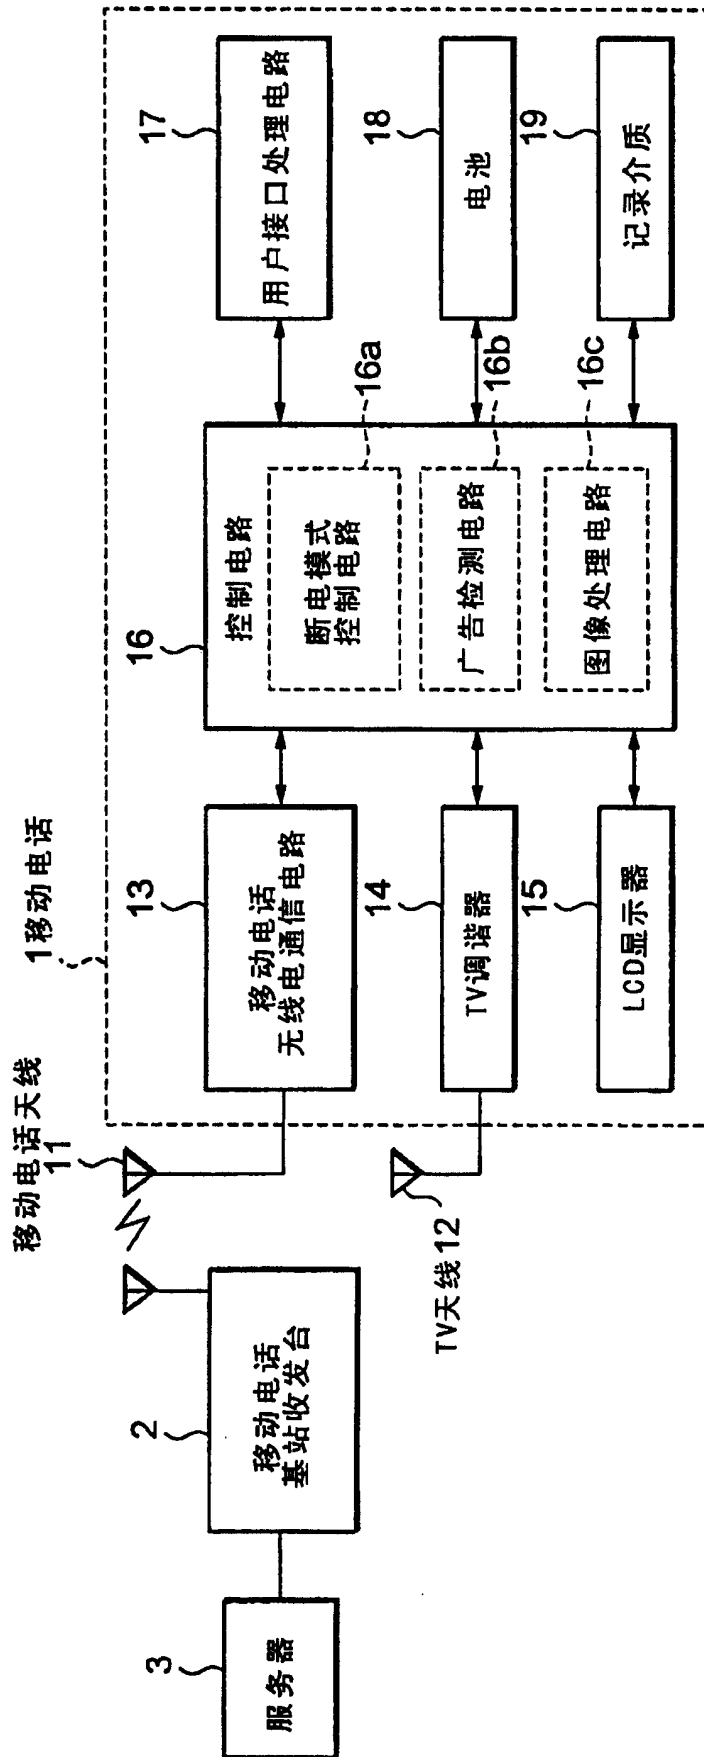 3
服务器
2
移动电话
基站收发台
移动电话天线
11
TV天线12
1移动电话
13
移动电话
无线电通信电路
14
TV调谐器
15
LCD显示器
16
控制电路
断电模式
控制电路
16a
广告检测电路
16b
图像处理电路
16c
17
用户接口处理电路
18
电池
19
记录介质